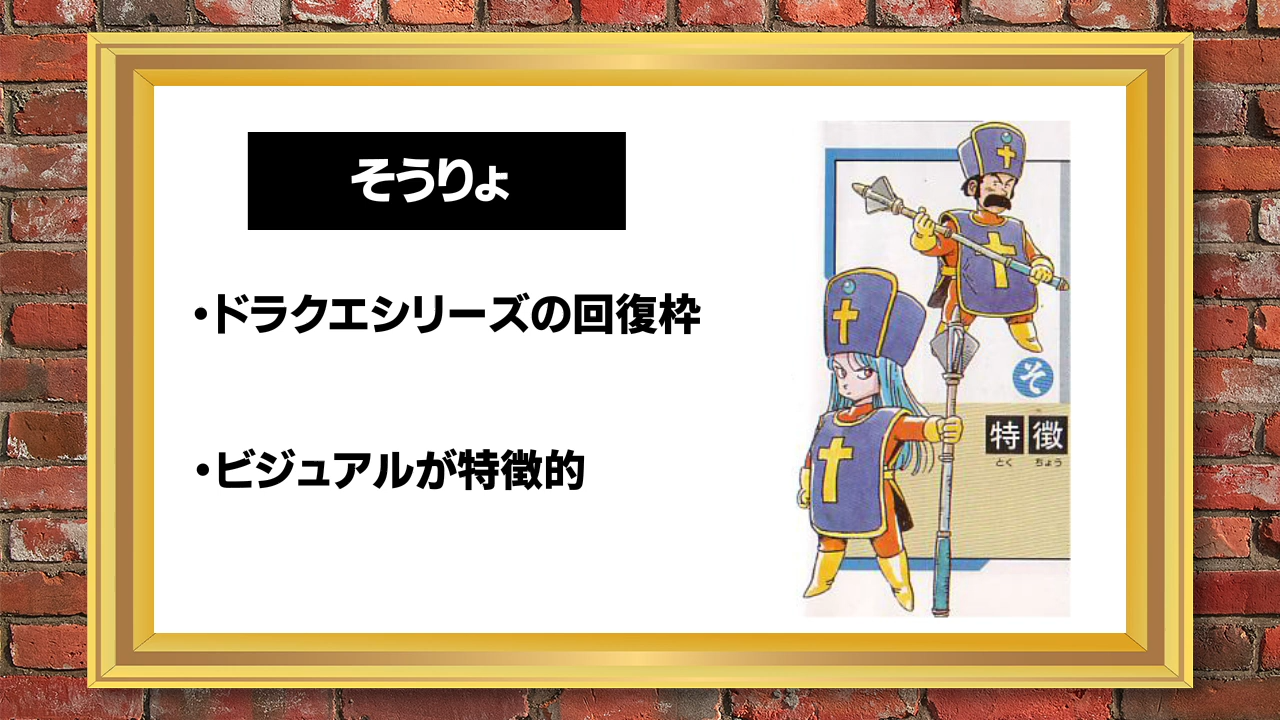 そうりょ
・ドラクエシリーズの回復枠
・ビジュアルが特徴的
そ
特徴
とくちょう